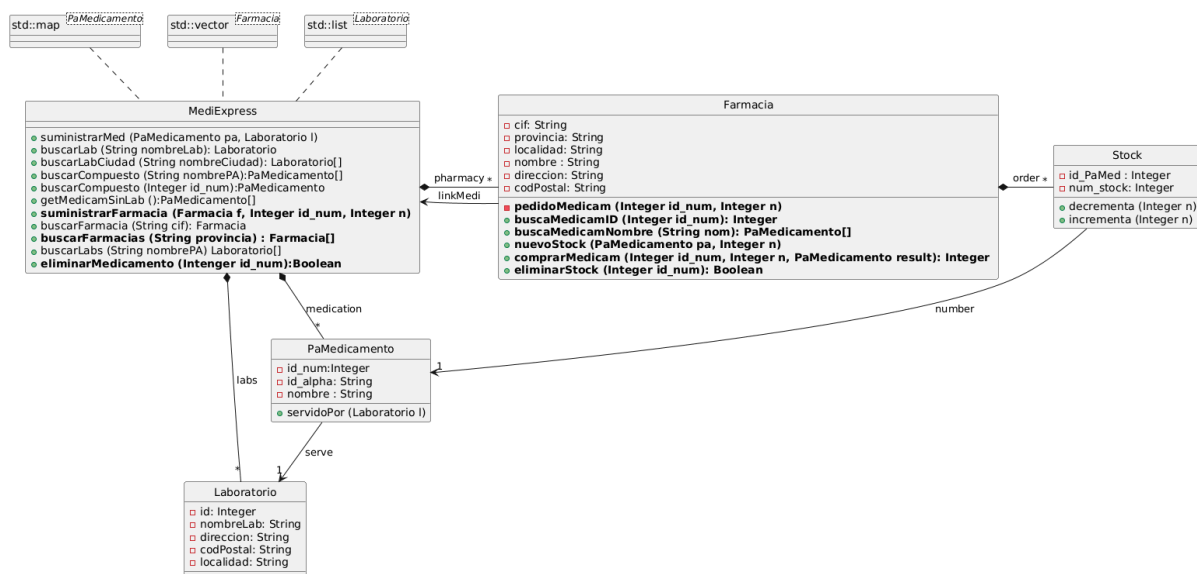 std::map
PaMedicamento
std::vector
Farmacia
std::list
Laboratorio
MediExpress
suministrarMed (PaMedicamento pa, Laboratorio l)
buscarLab (String nombreLab): Laboratorio
buscarLabCiudad (String nombreCiudad): Laboratorio[]
buscarCompuesto (String nombrePA):PaMedicamento[]
buscarCompuesto (Integer id_num):PaMedicamento
getMedicamSinLab ():PaMedicamento[]
suministrarFarmacia (Farmacia f, Integer id_num, Integer n)
buscarFarmacia (String cif): Farmacia
buscarFarmacias (String provincia) : Farmacia[]
buscarLabs (String nombrePA) Laboratorio[]
eliminarMedicamento (Intenger id_num):Boolean
pharmacy *
linkMedi
Farmacia
cif: String
provincia: String
localidad: String
nombre : String
direccion: String
codPostal: String
pedidoMedicam (Integer id_num, Integer n)
buscaMedicamID (Integer id_num): Integer
buscaMedicamNombre (String nom): PaMedicamento[]
nuevoStock (PaMedicamento pa, Integer n)
comprarMedicam (Integer id_num, Integer n, PaMedicamento result): Integer
eliminarStock (Integer id_num): Boolean
order *
Stock
id_PaMed : Integer
num_stock: Integer
decrementa (Integer n)
incrementa (Integer n)
medication
*
number
1
PaMedicamento
id_num:Integer
id_alpha: String
nombre : String
servidoPor (Laboratorio l)
labs
*
serve
1
Laboratorio
id: Integer
nombreLab: String
direccion: String
codPostal: String
localidad: String